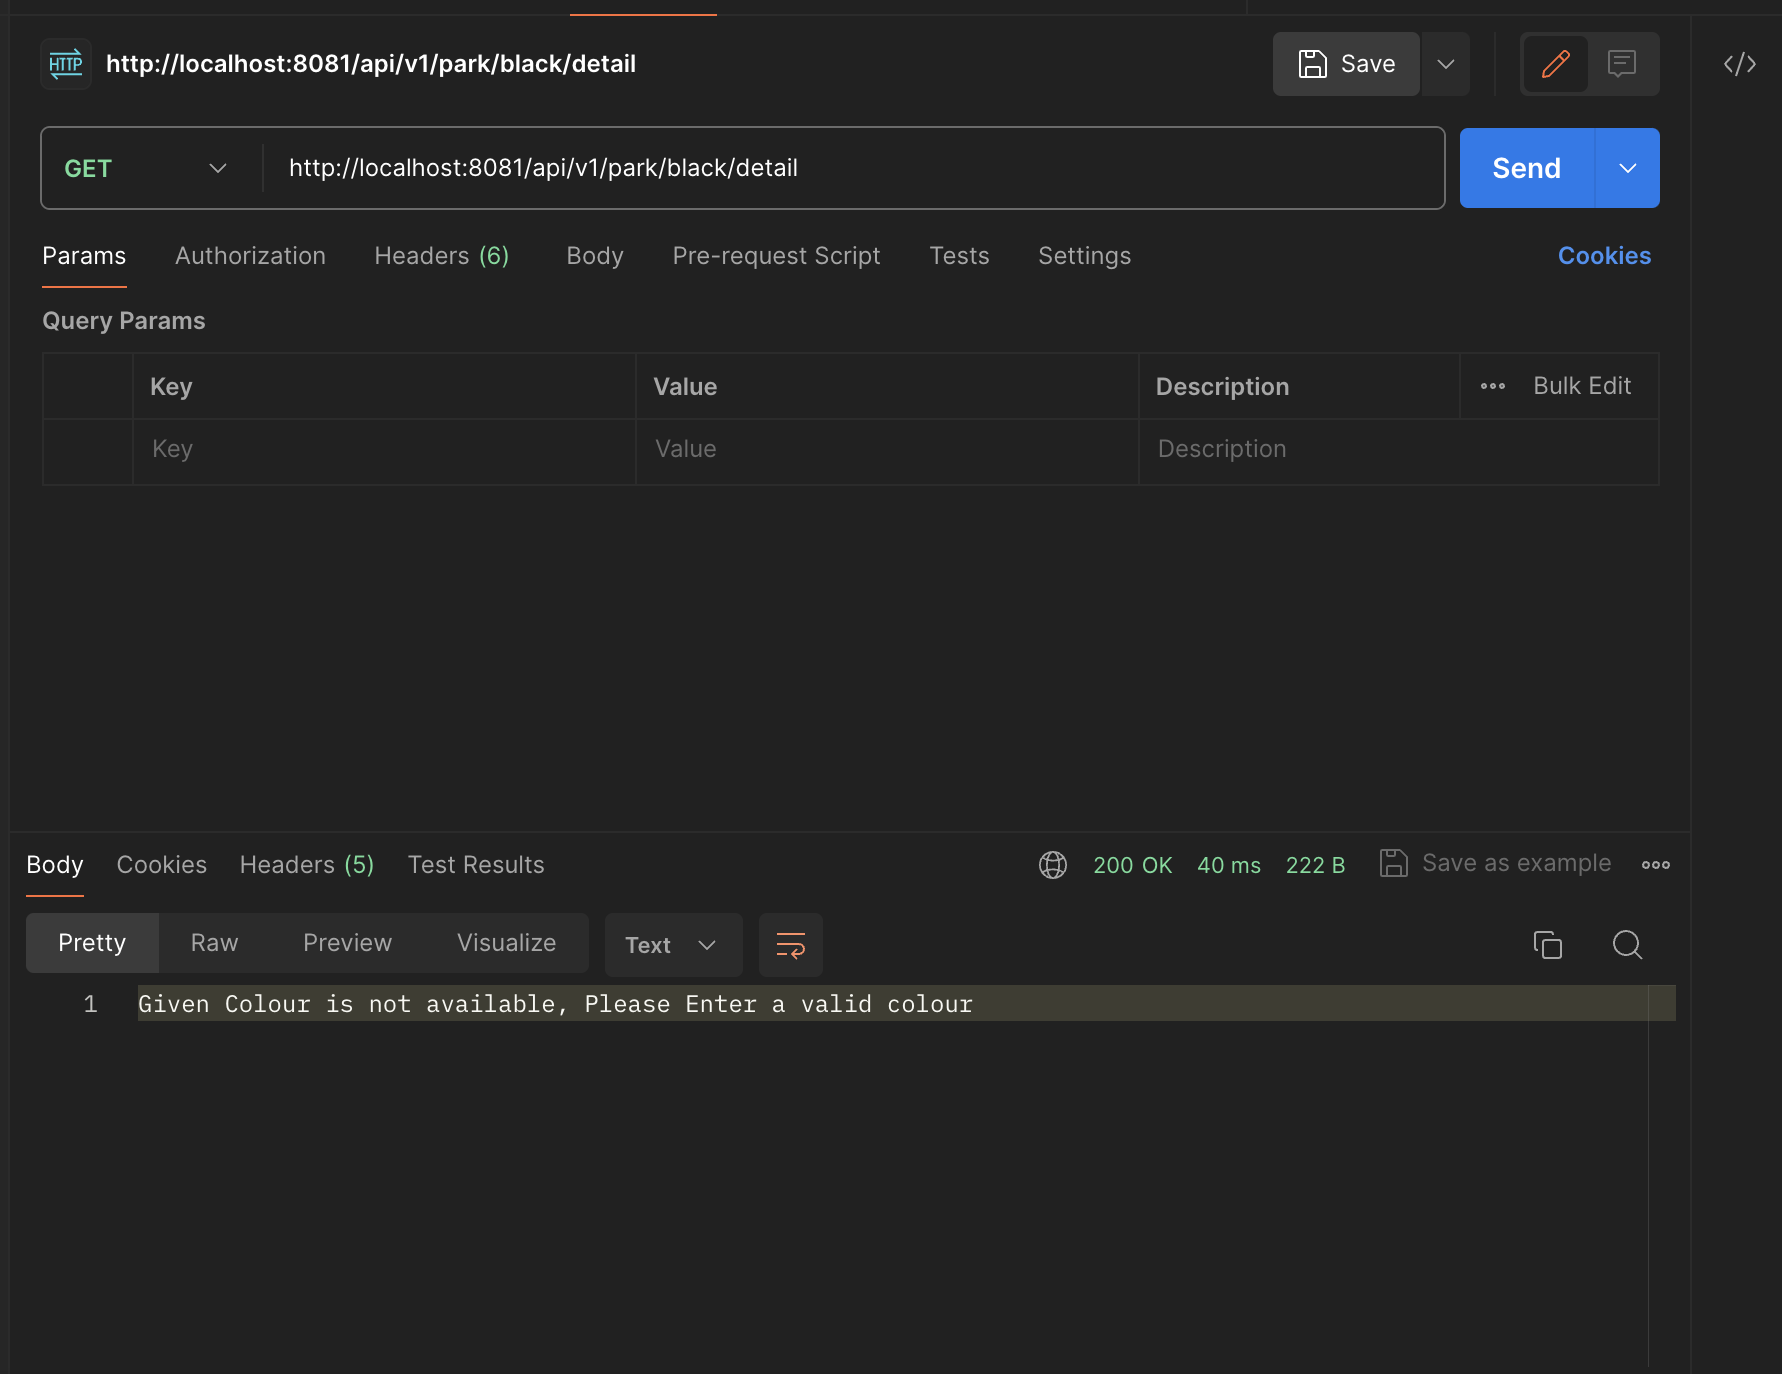 HTTP http://localhost:8081/api/v1/park/black/detail Save
GET http://localhost:8081/api/v1/park/black/detail Send
Params Authorization Headers (6) Body Pre-request Script Tests Settings Cookies
Query Params
Key Value Description Bulk Edit
Key Value Description
Body Cookies Headers (5) Test Results 200 OK 40 ms 222 B Save as example
Pretty Raw Preview Visualize Text
1 Given Colour is not available, Please Enter a valid colour